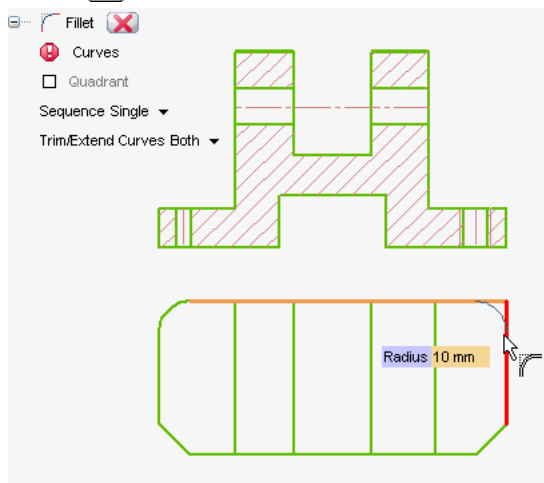 Fillet
Curves
Quadrant
Sequence Single
Trim/Extend Curves Both
Radius 10 mm